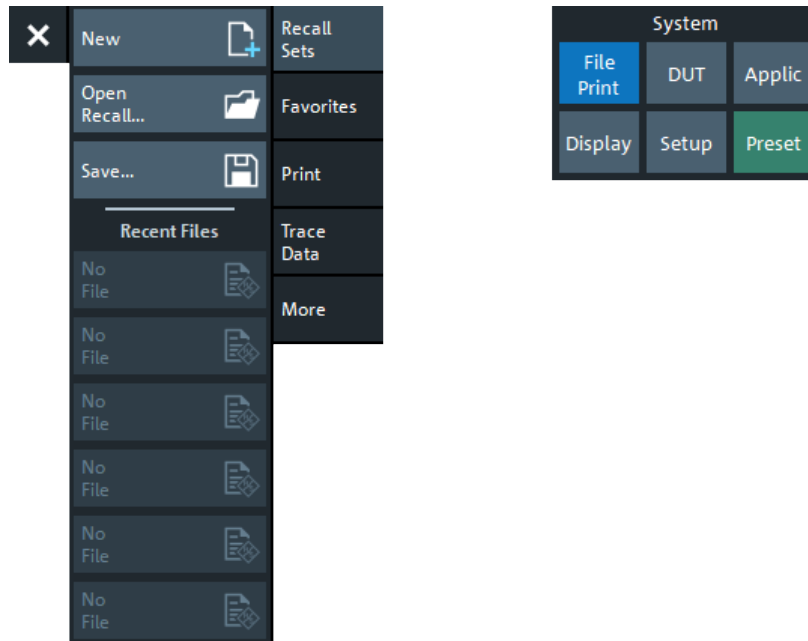 New
Open
Recall...
Save...
Recent Files
No
File
No
File
No
File
No
File
No
File
No
File
Recall
Sets
Favorites
Print
Trace
Data
More
System
File
Print
DUT
Applic
Display
Setup
Preset